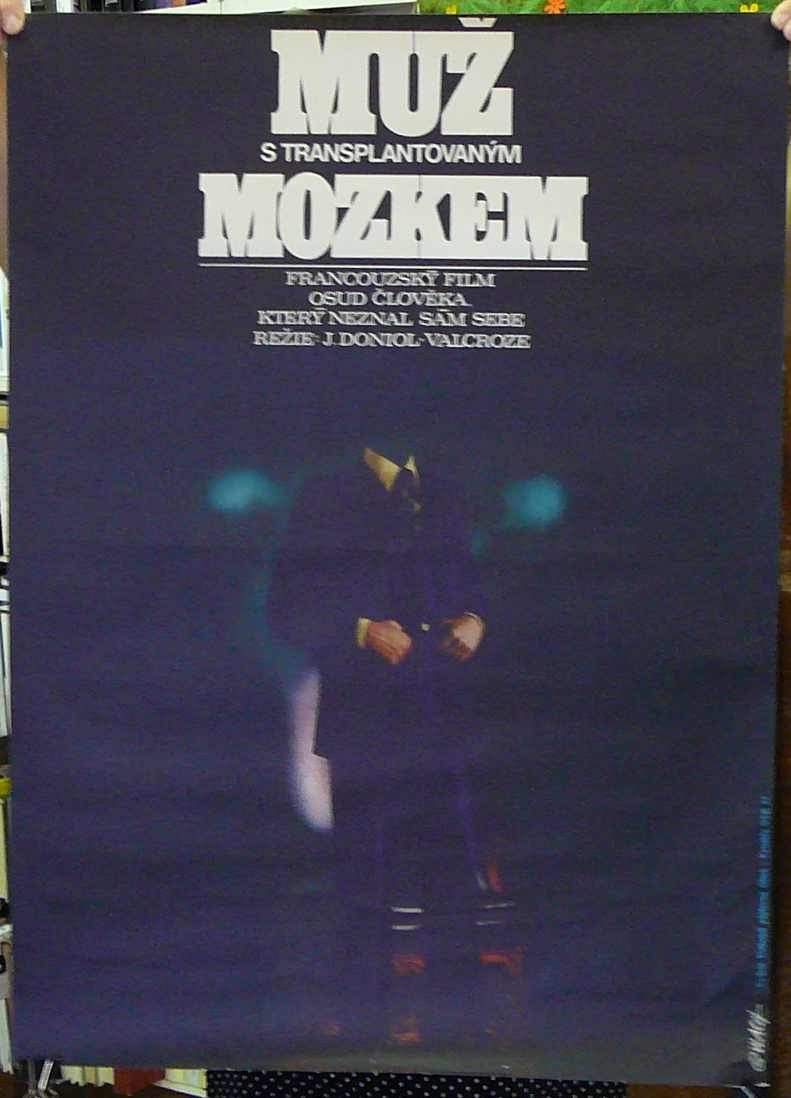 MUŽ
S TRANSPLANTOVANÝM
MOZKEM
FRANCOUZSKÝ FILM
OSUD ČLOVĚKA,
KTERÝ NEZNAL SÁM SEBE
REŽIE: J. DONIOL-VALCROZE